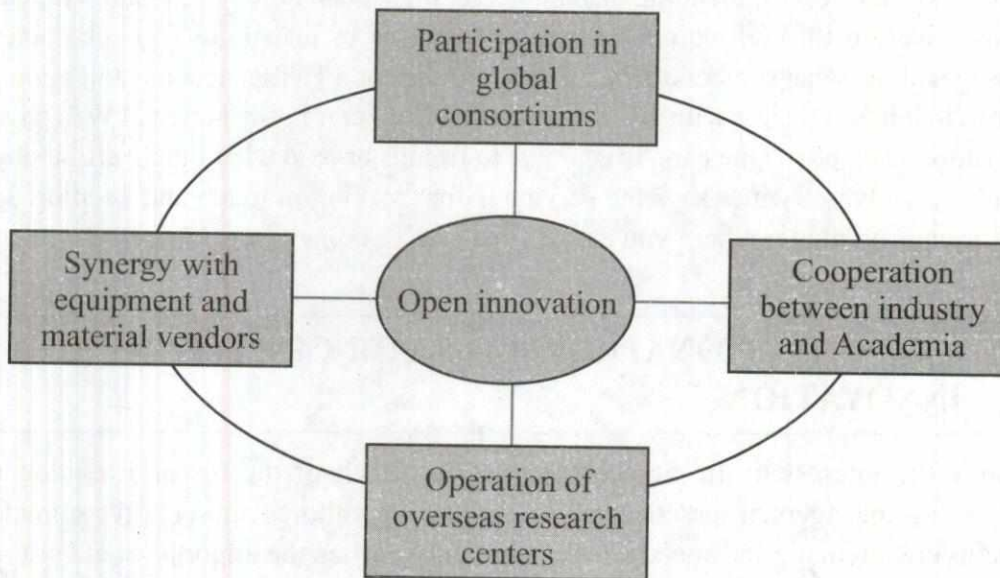 Participation in
global
consortiums
Synergy with
equipment and
material vendors
Open innovation
Cooperation
between industry
and Academia
Operation of
overseas research
centers